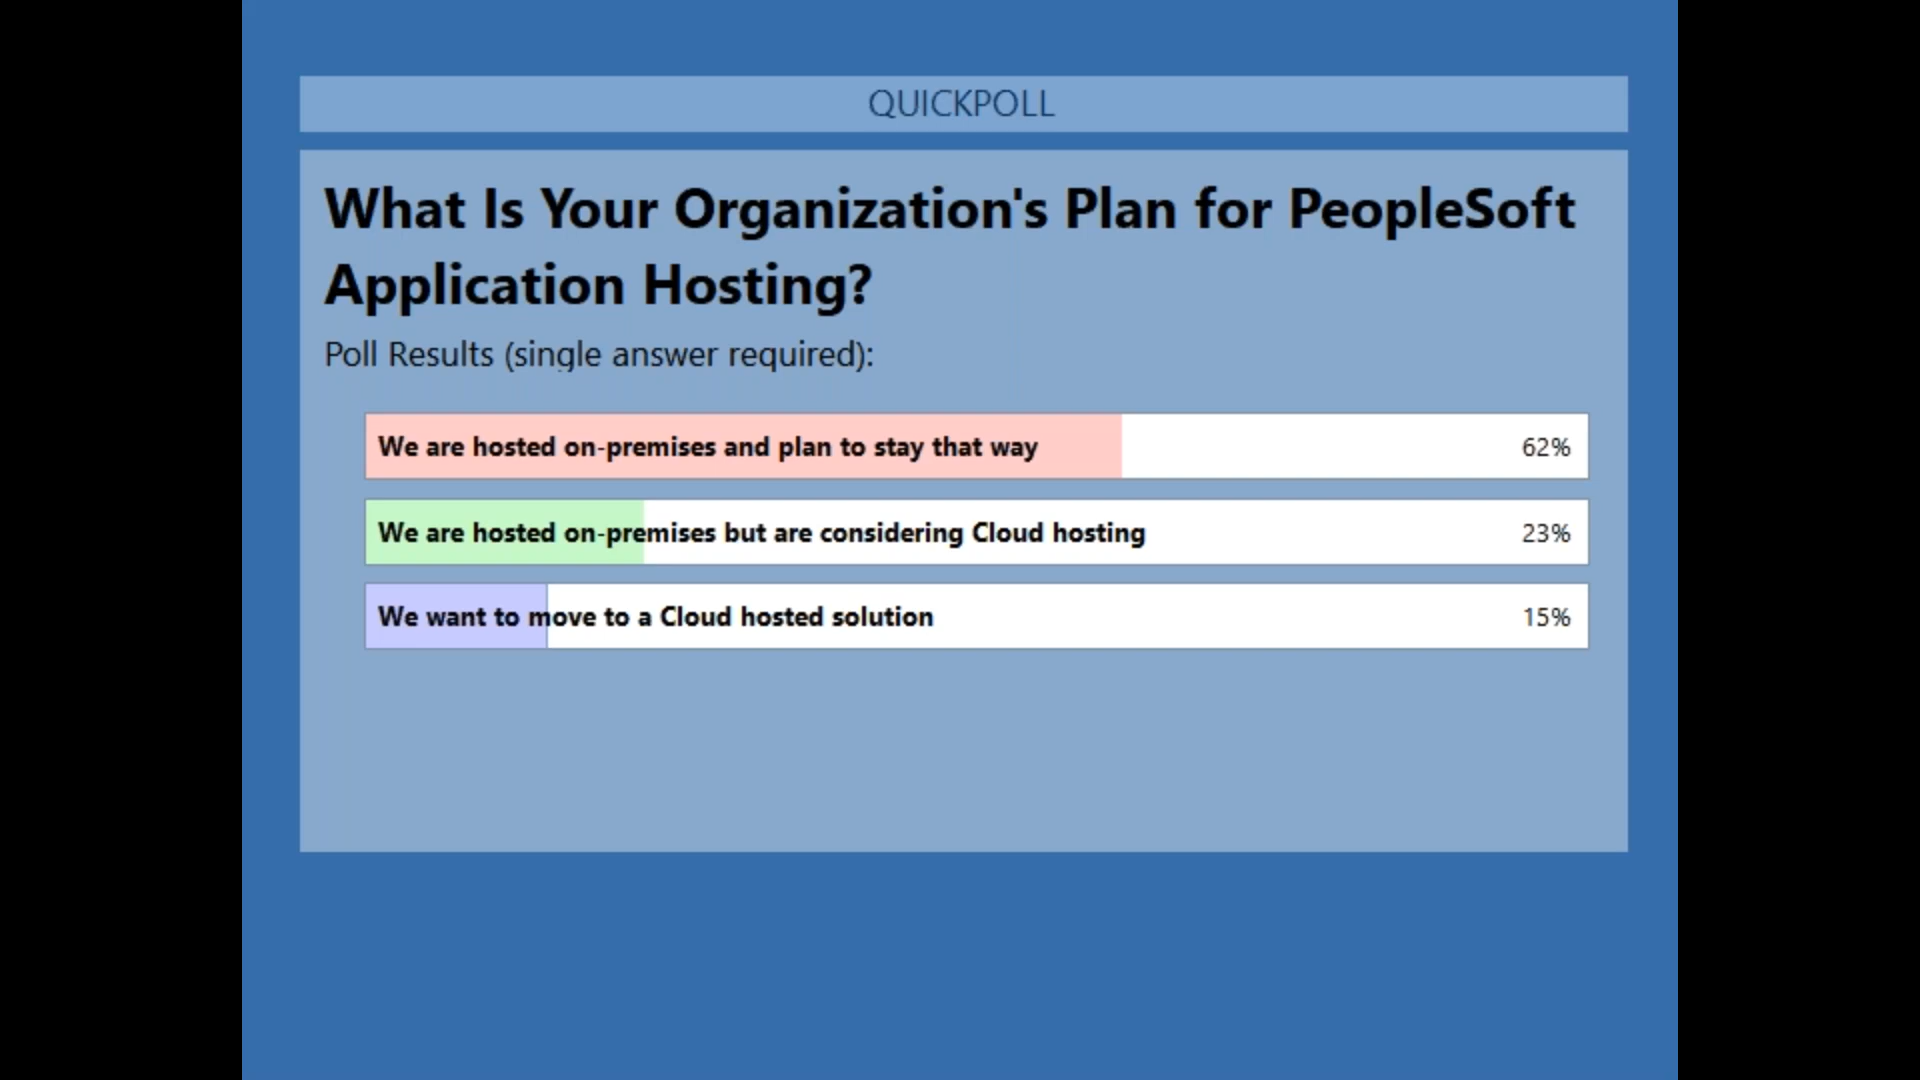 QUICKPOLL
What Is Your Organization's Plan for PeopleSoft
Application Hosting?
Poll Results (single answer required):
We are hosted on-premises and plan to stay that way 62%
We are hosted on-premises but are considering Cloud hosting 23%
We want to move to a Cloud hosted solution 15%